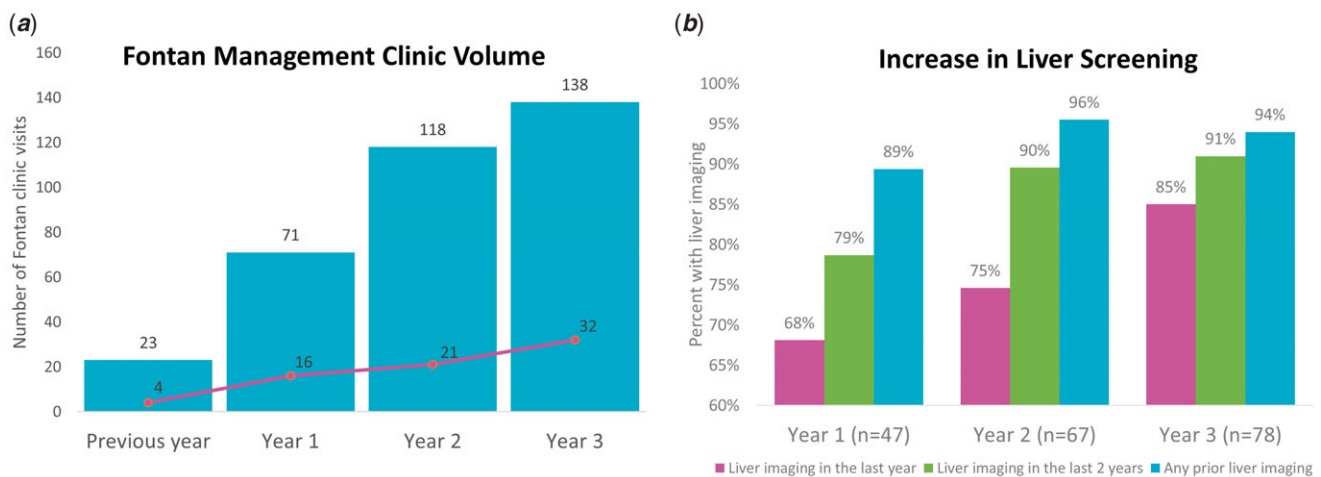 (a)
Fontan Management Clinic Volume
Number of Fontan clinic visits
160
140
120
100
80
60
40
20
0
23
71
118
138
4
16
21
32
Previous year Year 1 Year 2 Year 3
(b)
Increase in Liver Screening
Percent with liver imaging
100%
95%
90%
85%
80%
75%
70%
65%
60%
68% 79% 89%
75% 90% 96%
85% 91% 94%
Year 1 (n=47) Year 2 (n=67) Year 3 (n=78)
Liver imaging in the last year Liver imaging in the last 2 years Any prior liver imaging